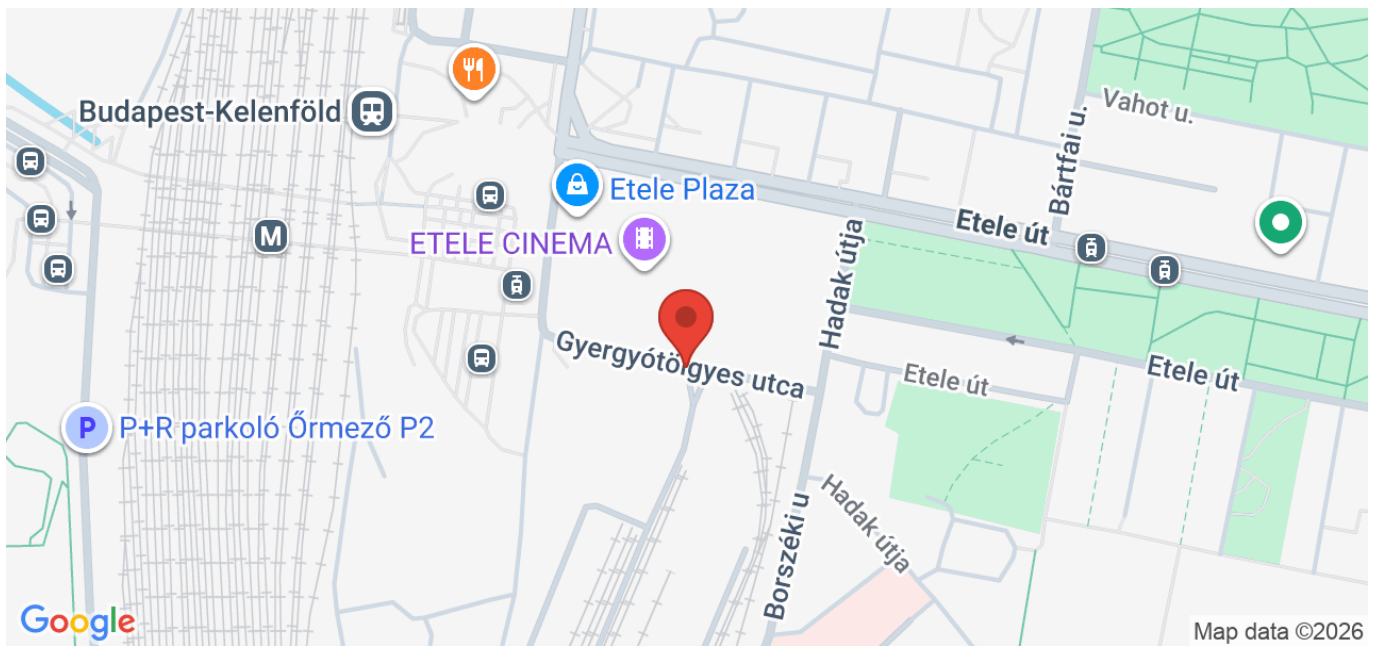 Vahot u.
Budapest-Kelenföld
Bártfai u.
Etele Plaza
Etele út
M
ETELE CINEMA
Hadak útja
Gyergyótölgyes utca
Etele út
Etele út
P
P+R parkoló Őrmező P2
Hadak útja
Borszéki u
Google
Map data ©2026